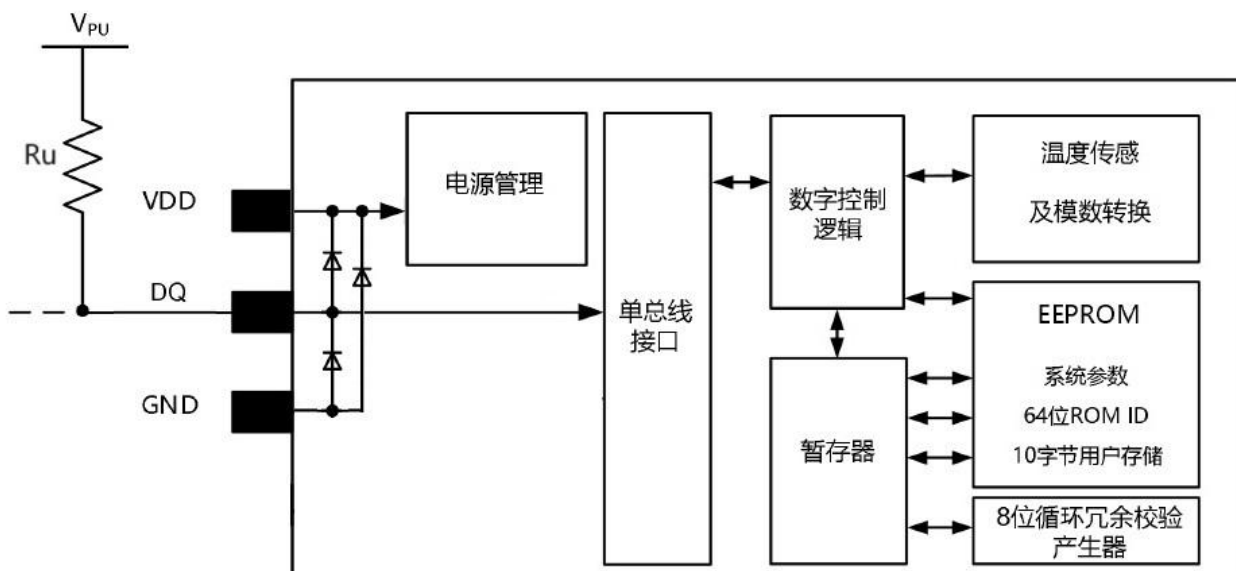 VPU
Ru
VDD
DQ
GND
电源管理
单总线
接口
数字控制
逻辑
暂存器
温度传感
及模数转换
EEPROM
系统参数
64位ROM ID
10字节用户存储
8位循环冗余校验
产生器